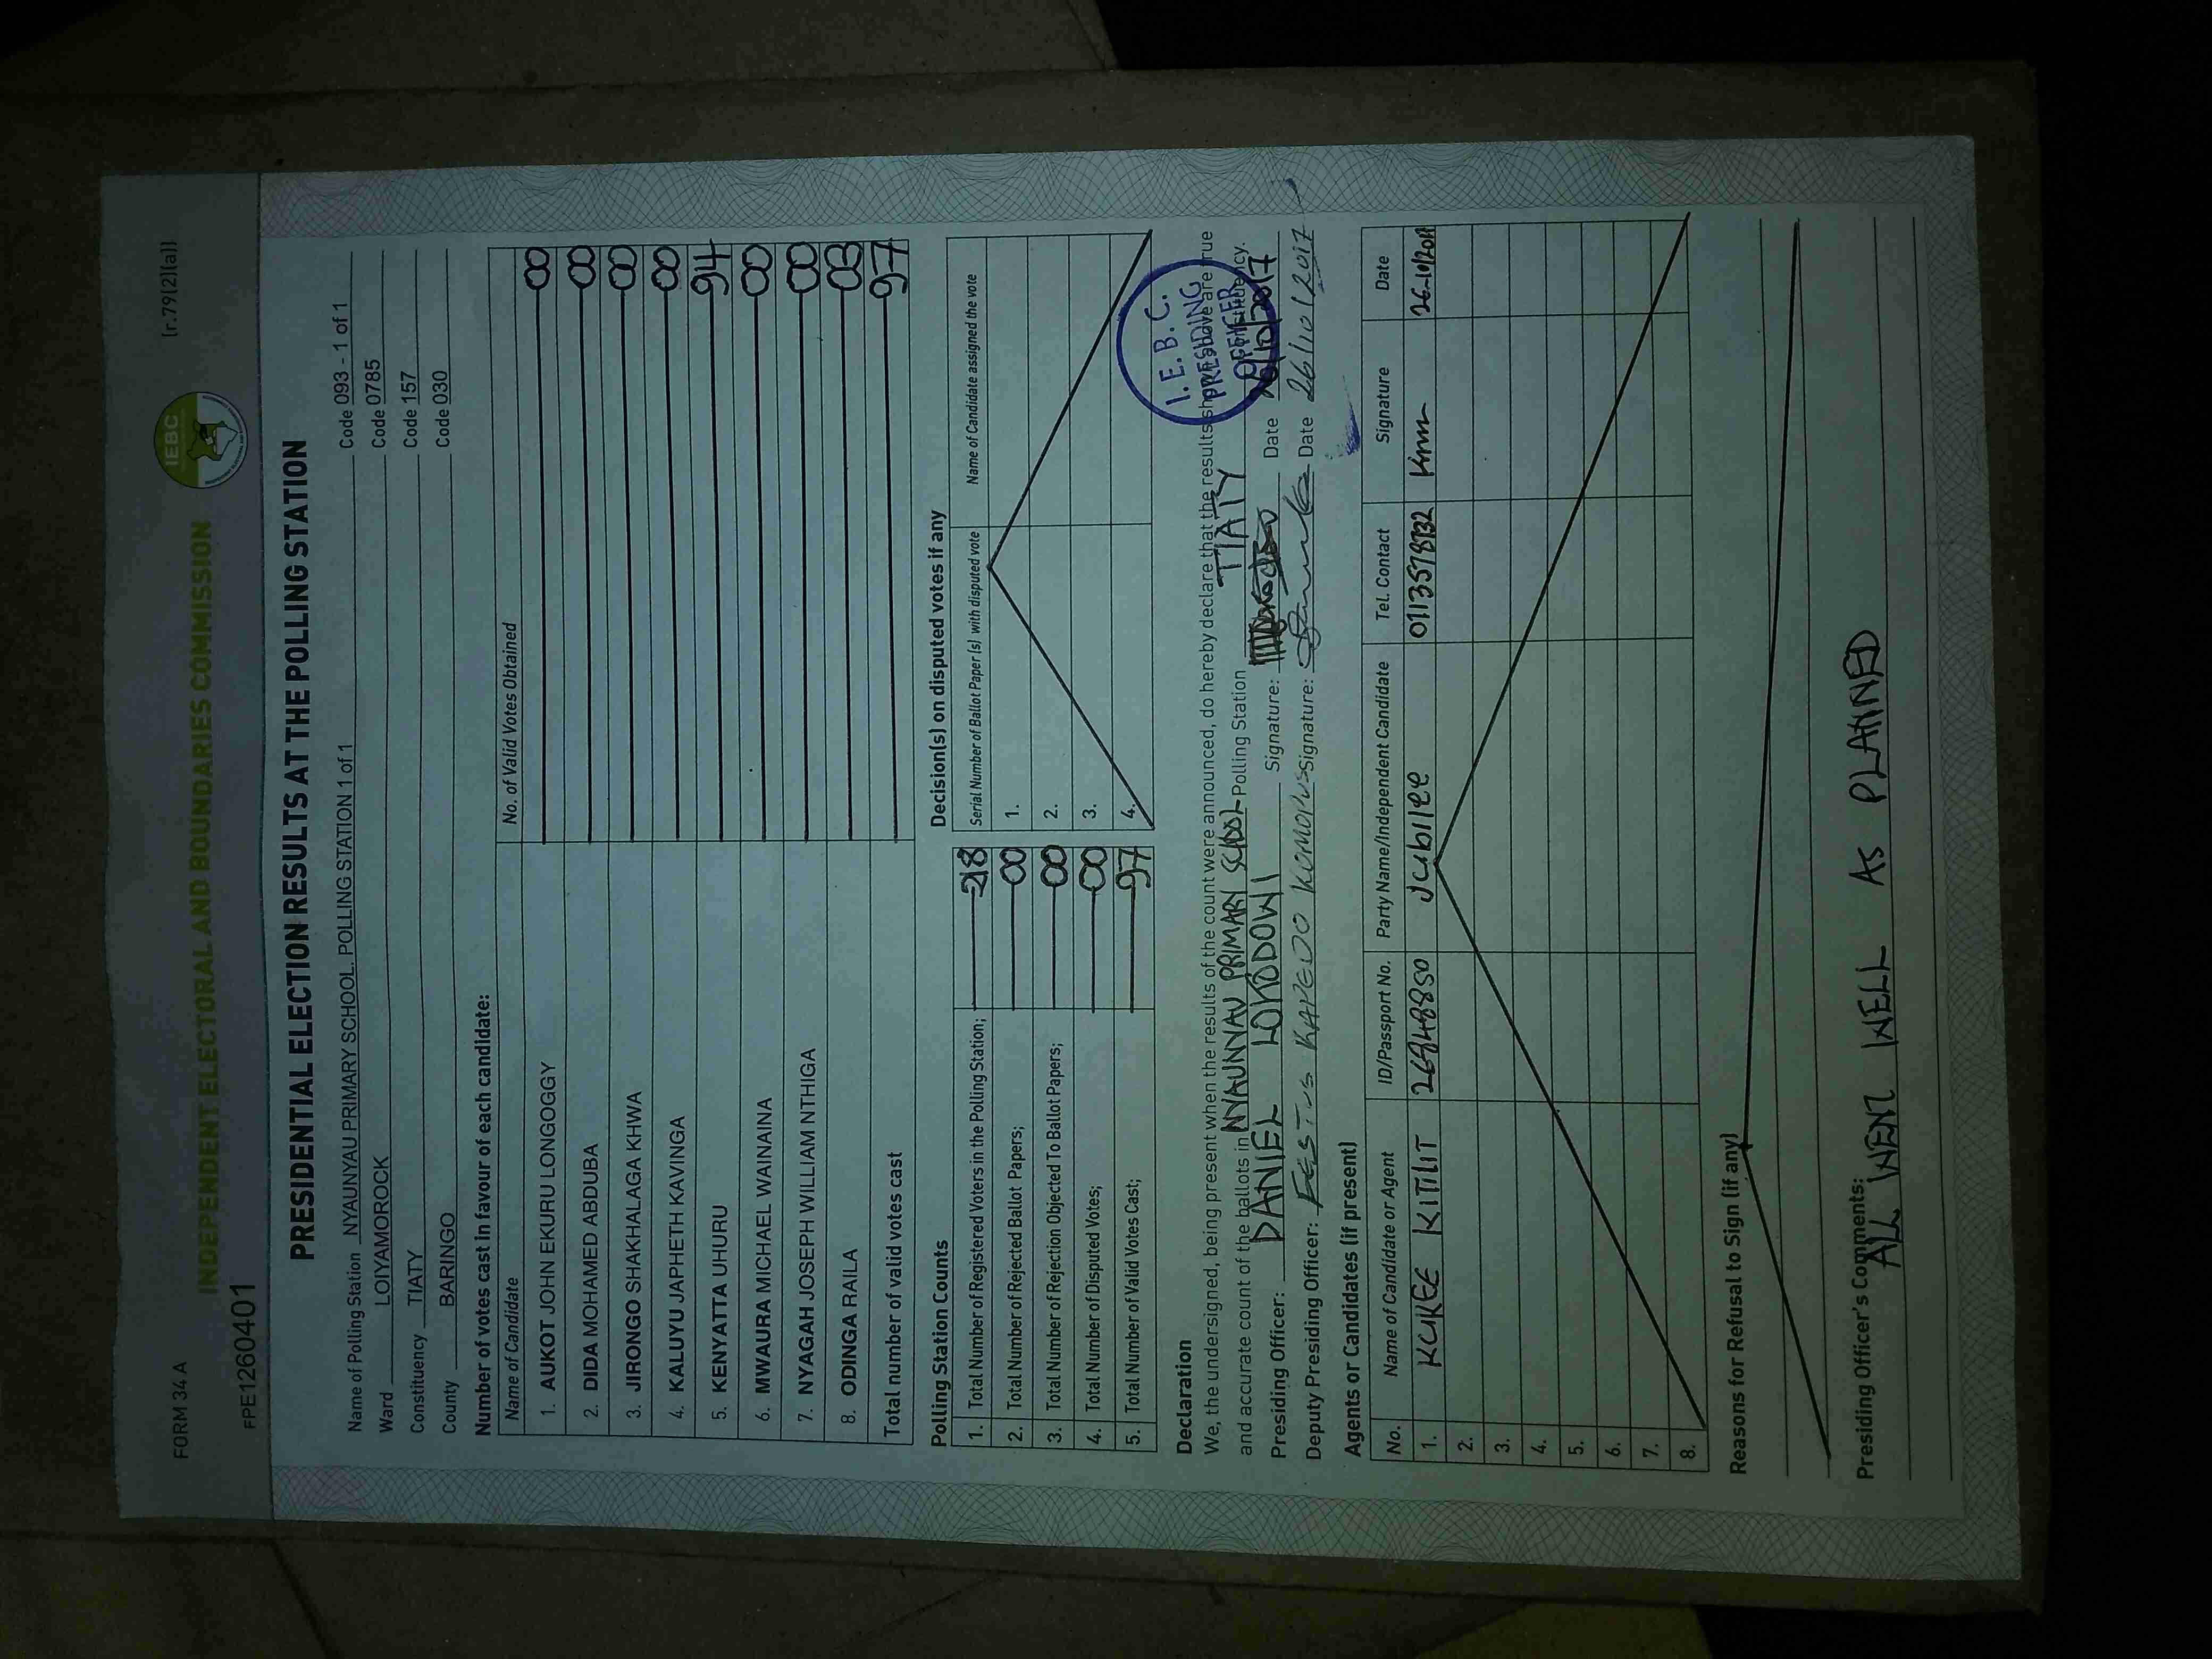 FORM 34 A
(r.79(2)(a))
INDEPENDENT ELECTORAL AND BOUNDARIES COMMISSION
IEBC
FPE1260401
PRESIDENTIAL ELECTION RESULTS AT THE POLLING STATION
Name of Polling Station NYAUNYAU PRIMARY SCHOOL. POLLING STATION 1 of 1 Code 093 - 1 of 1
Ward LOIYAMOROCK Code 0785
Constituency TIATY Code 157
County BARINGO Code 030
Number of votes cast in favour of each candidate:
Name of Candidate No. of Valid Votes Obtained
1. AUKOT JOHN EKURU LONGOGGY 00
2. DIDA MOHAMED ABDUBA 00
3. JIRONGO SHAKHALAGA KHWA 00
4. KALUYU JAPHETH KAVINGA 00
5. KENYATTA UHURU 94
6. MWAURA MICHAEL WAINAINA 00
7. NYAGAH JOSEPH WILLIAM NTHIGA 00
8. ODINGA RAILA 03
Total number of valid votes cast 97
Polling Station Counts
1. Total Number of Registered Voters in the Polling Station; 218
2. Total Number of Rejected Ballot Papers; 00
3. Total Number of Rejection Objected To Ballot Papers; 00
4. Total Number of Disputed Votes; 00
5. Total Number of Valid Votes Cast; 97
Decision(s) on disputed votes if any
Serial Number of Ballot Paper (s) with disputed vote Name of Candidate assigned the vote
1.
2.
3.
4.
I.E.B.C.
PRESIDING
OFFICER
Declaration
We, the undersigned, being present when the results of the count were announced, do hereby declare that the results shown above are true
and accurate count of the ballots in NYAUNYAU PRIMARY SCHOOL Polling Station TIATY Constituency.
Presiding Officer: DANIEL LOKODOWI Signature: Date 26/10/2017
Deputy Presiding Officer: FESTUS KAPEDO Signature: Date 26/10/2017
Agents or Candidates (if present)
No. Name of Candidate or Agent ID/Passport No. Party Name/Independent Candidate Tel. Contact Signature Date
1. KUKEE KITILIT Jubilee
2.
3.
4.
5.
6.
7.
8.
Reasons for Refusal to Sign (if any)
Presiding Officer's Comments:
ALL WENT WELL AS PLANNED